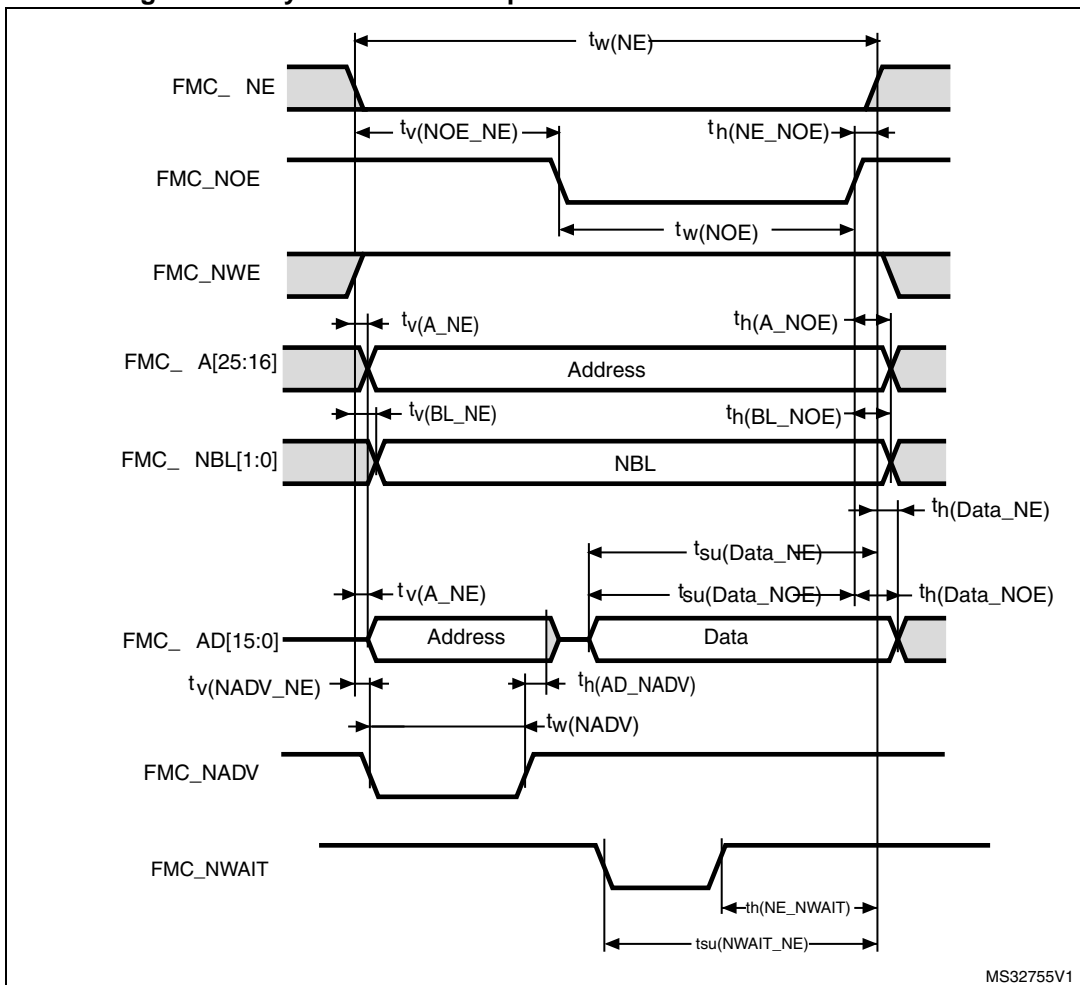 tw(NE)
FMC_ NE
tv(NOE_NE)
th(NE_NOE)
FMC_NOE
tw(NOE)
FMC_NWE
tv(A_NE)
th(A_NOE)
FMC_ A[25:16]
Address
tv(BL_NE)
th(BL_NOE)
FMC_ NBL[1:0]
NBL
th(Data_NE)
tsu(Data_NE)
tv(A_NE)
tsu(Data_NOE)
th(Data_NOE)
FMC_ AD[15:0]
Address
Data
tv(NADV_NE)
th(AD_NADV)
tw(NADV)
FMC_NADV
FMC_NWAIT
th(NE_NWAIT)
tsu(NWAIT_NE)
MS32755V1